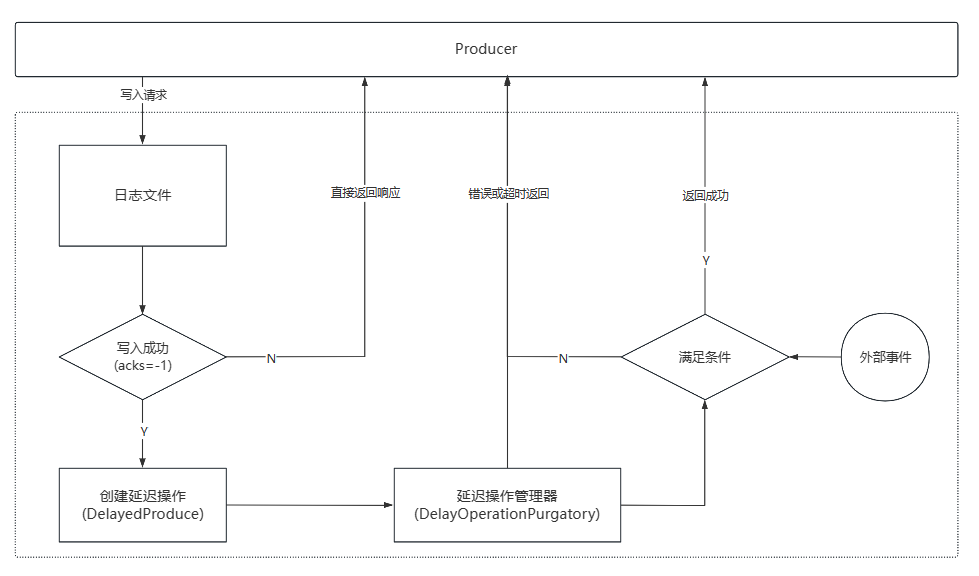 Producer
写入请求
日志文件
直接返回响应
错误或超时返回
返回成功
Y
写入成功
(acks=-1)
N
N
满足条件
外部事件
Y
创建延迟操作
(DelayedProduce)
延迟操作管理器
(DelayOperationPurgatory)